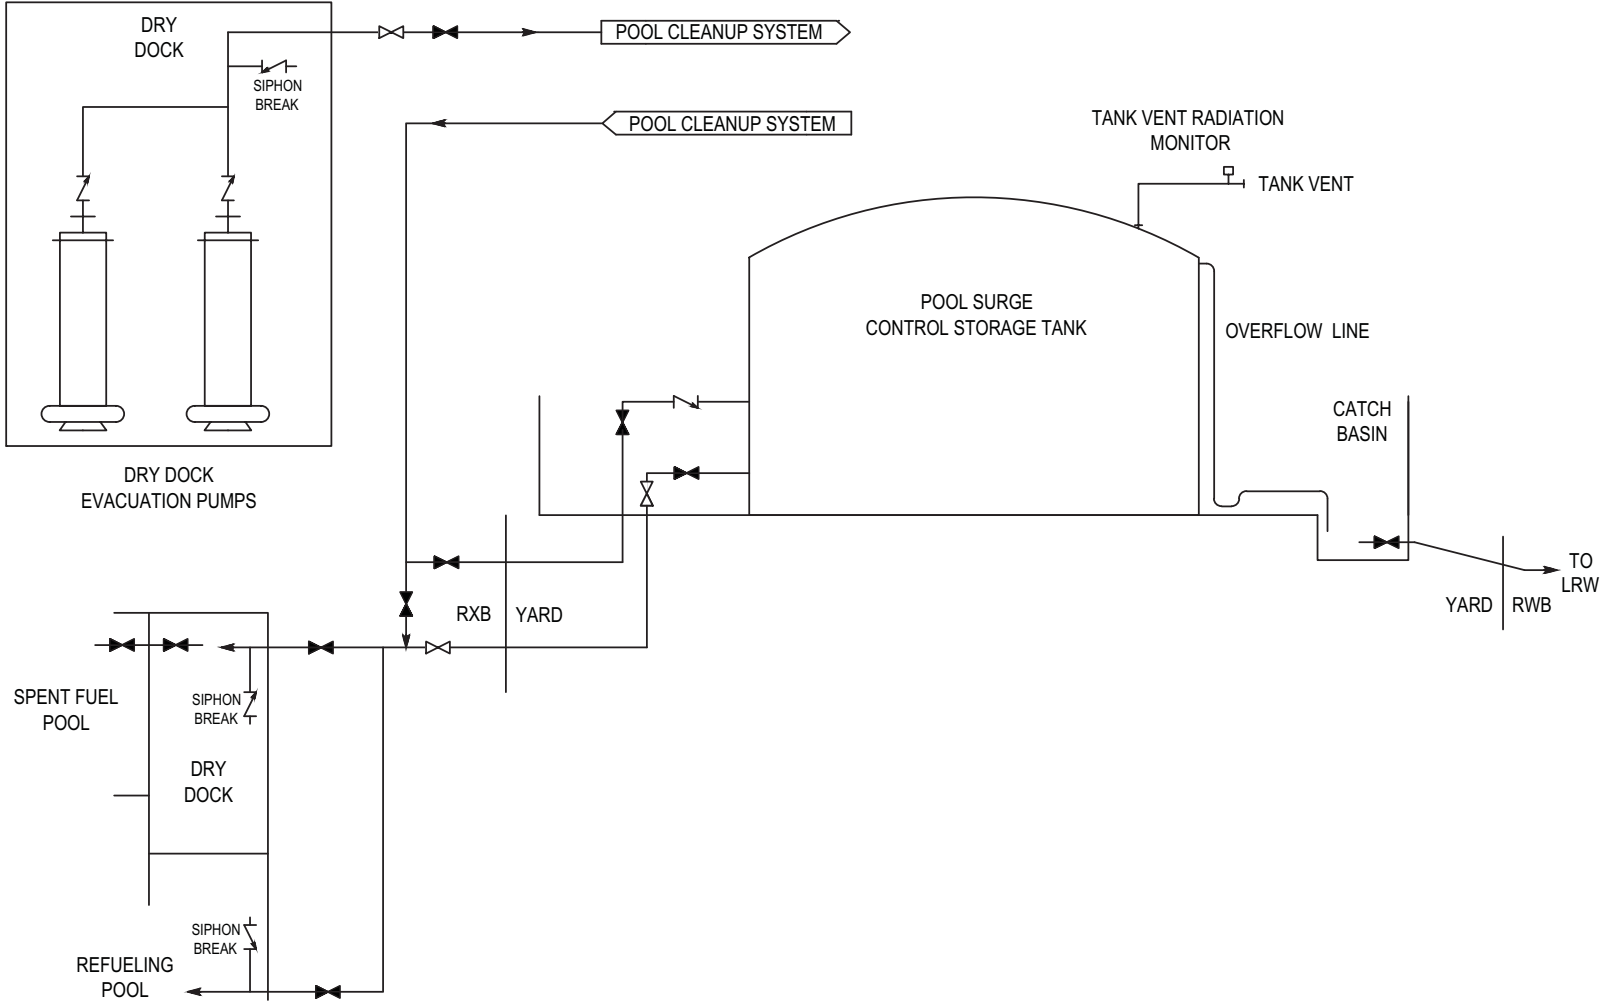 DRY
DOCK
POOL CLEANUP SYSTEM
SIPHON
BREAK
POOL CLEANUP SYSTEM
TANK VENT RADIATION
MONITOR
TANK VENT
POOL SURGE
CONTROL STORAGE TANK
OVERFLOW LINE
CATCH
BASIN
DRY DOCK
EVACUATION PUMPS
TO
LRW
RXB
YARD
YARD
RWB
SPENT FUEL
POOL
SIPHON
BREAK
DRY
DOCK
SIPHON
BREAK
REFUELING
POOL